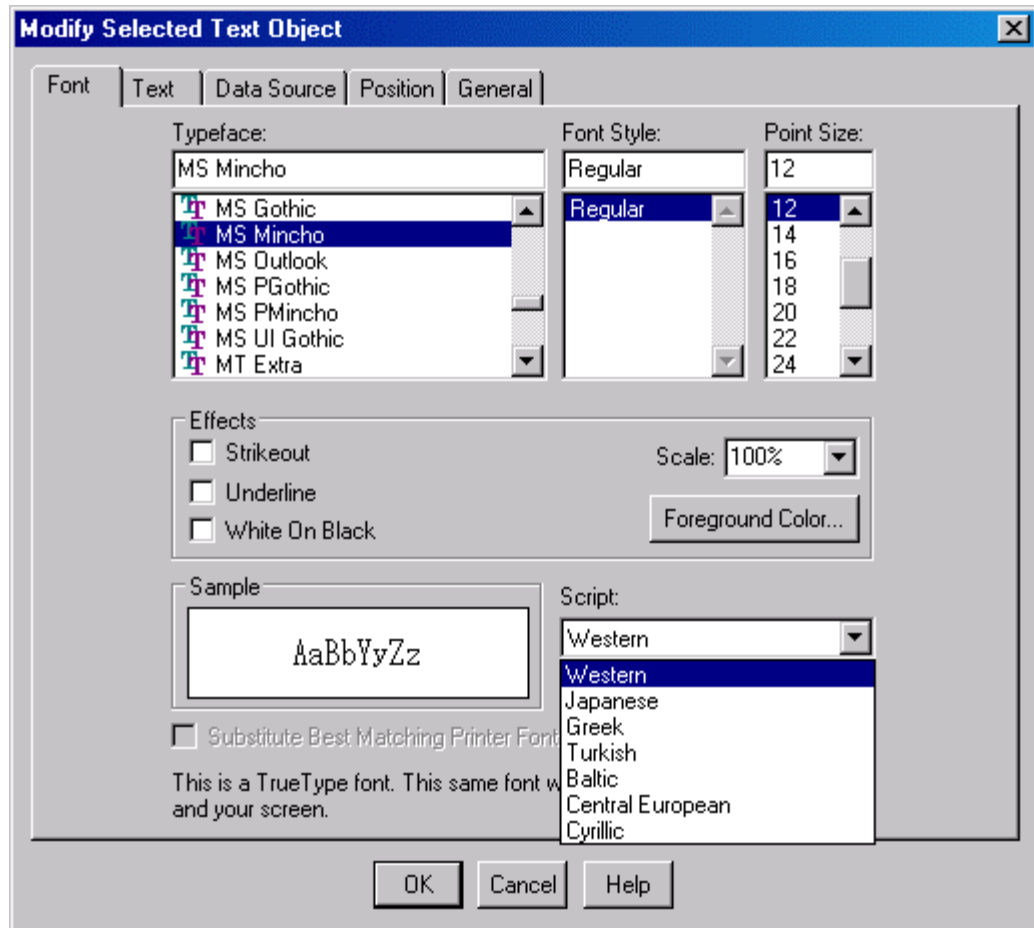 Modify Selected Text Object
Font Text Data Source Position General
Typeface: Font Style: Point Size:
MS Mincho Regular 12
MS Gothic Regular 12
MS Mincho 14
MS Outlook 16
MS PGothic 18
MS PMincho 20
MS UI Gothic 22
MT Extra 24
Effects
Strikeout Scale: 100%
Underline
White On Black Foreground Color...
Sample Script:
AaBbYyZz Western
Western
Japanese
Greek
Turkish
Substitute Best Matching Printer Font
Baltic
This is a TrueType font. This same font w
Central European
and your screen.
Cyrillic
OK Cancel Help